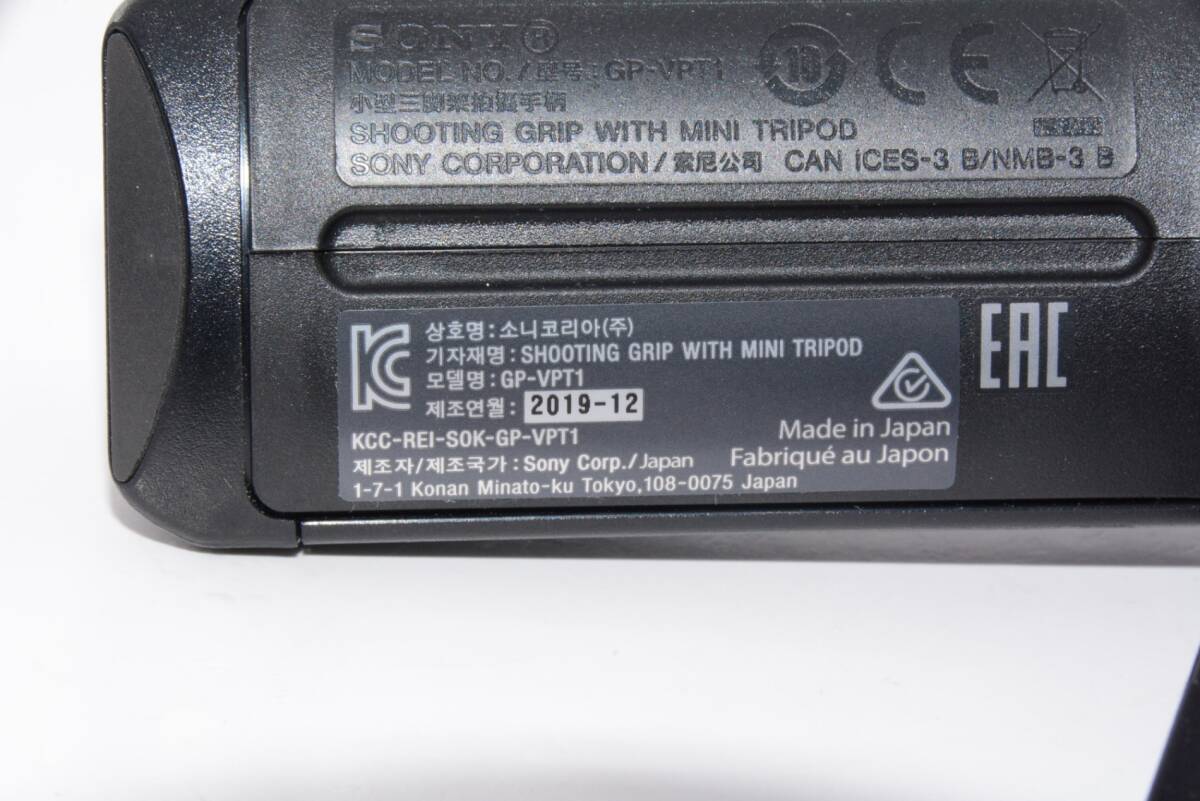 SONY®
MODEL NO./型号:GP-VPT1
小型三脚架拍摄手柄
SHOOTING GRIP WITH MINI TRIPOD
SONY CORPORATION/索尼公司 CAN ICES-3 B/NMB-3 B
10 CE
상호명:소니코리아(주)
기자재명:SHOOTING GRIP WITH MINI TRIPOD
모델명:GP-VPT1
제조연월:2019-12
KCC-REI-SOK-GP-VPT1
제조자/제조국가:Sony Corp./Japan
1-7-1 Konan Minato-ku Tokyo,108-0075 Japan
Made in Japan
Fabriqué au Japon
KC
EAC